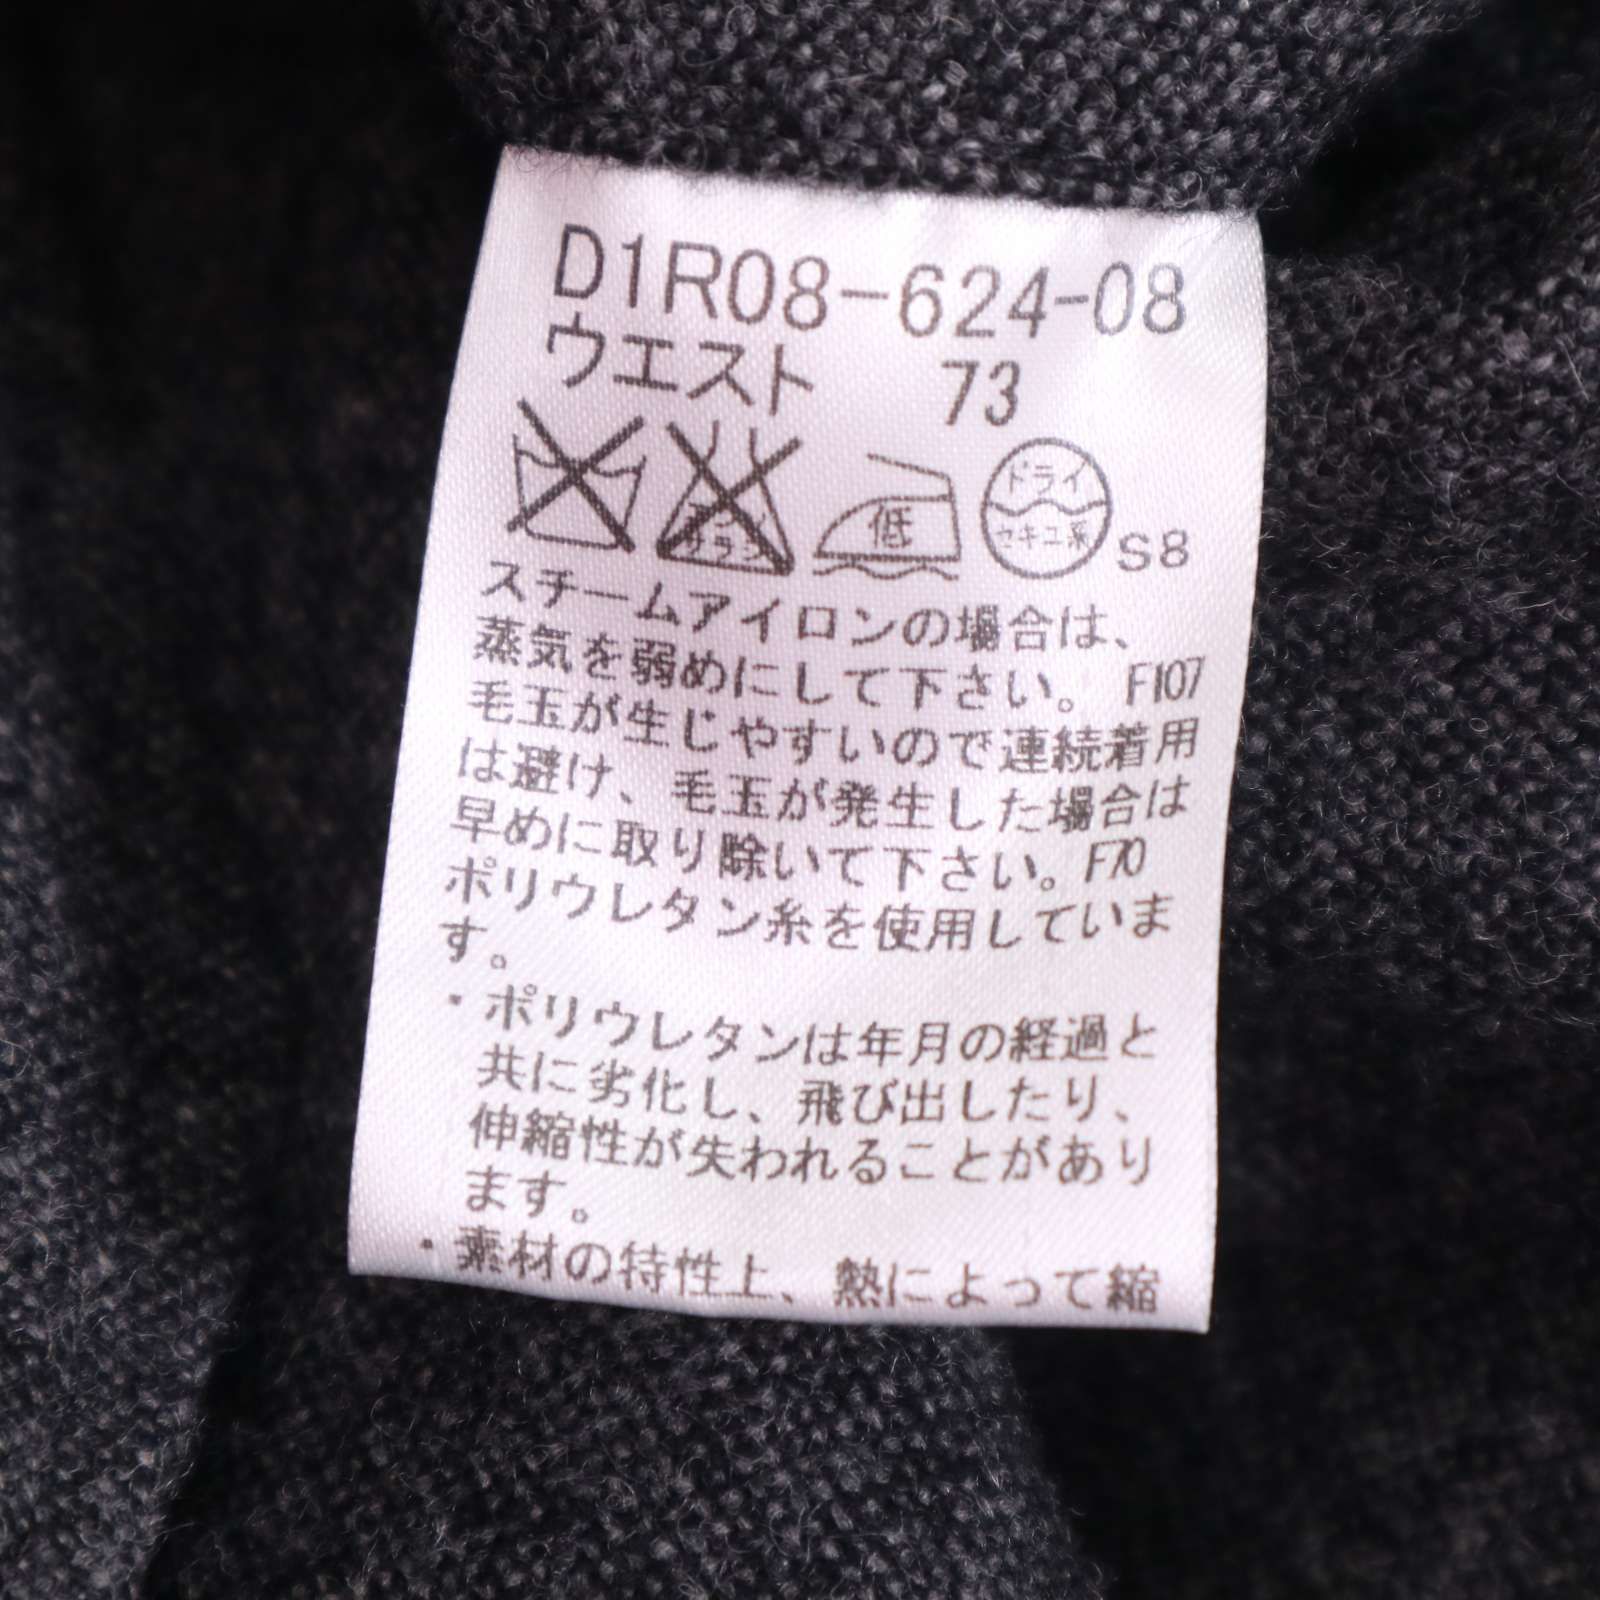 D1R08-624-08
ウエスト 73
エンソ
サラシ
低
ドライ
セキユ系
S8
スチームアイロンの場合は、
蒸気を弱めにして下さい。 F107
毛玉が生じやすいので連続着用
は避け、毛玉が発生した場合は
早めに取り除いて下さい。F70
ポリウレタン糸を使用していま
す。
・ポリウレタンは年月の経過と
共に劣化し、飛び出したり、
伸縮性が失われることがあり
ます。
・素材の特性上、熱によって縮